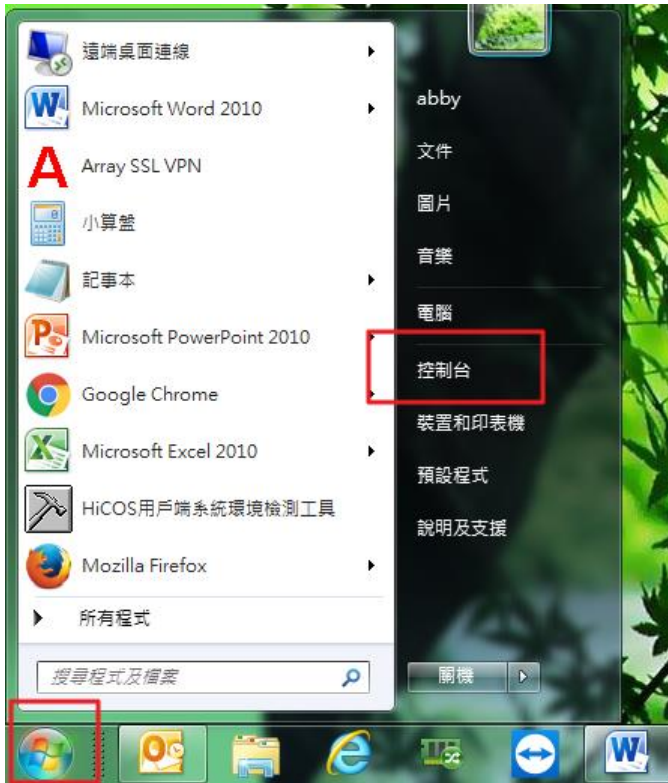 遠端桌面連線
Microsoft Word 2010
Array SSL VPN
小算盤
記事本
Microsoft PowerPoint 2010
Google Chrome
Microsoft Excel 2010
HiCOS用戶端系統環境檢測工具
Mozilla Firefox
所有程式
搜尋程式及檔案
abby
文件
圖片
音樂
電腦
控制台
裝置和印表機
預設程式
說明及支援
關機